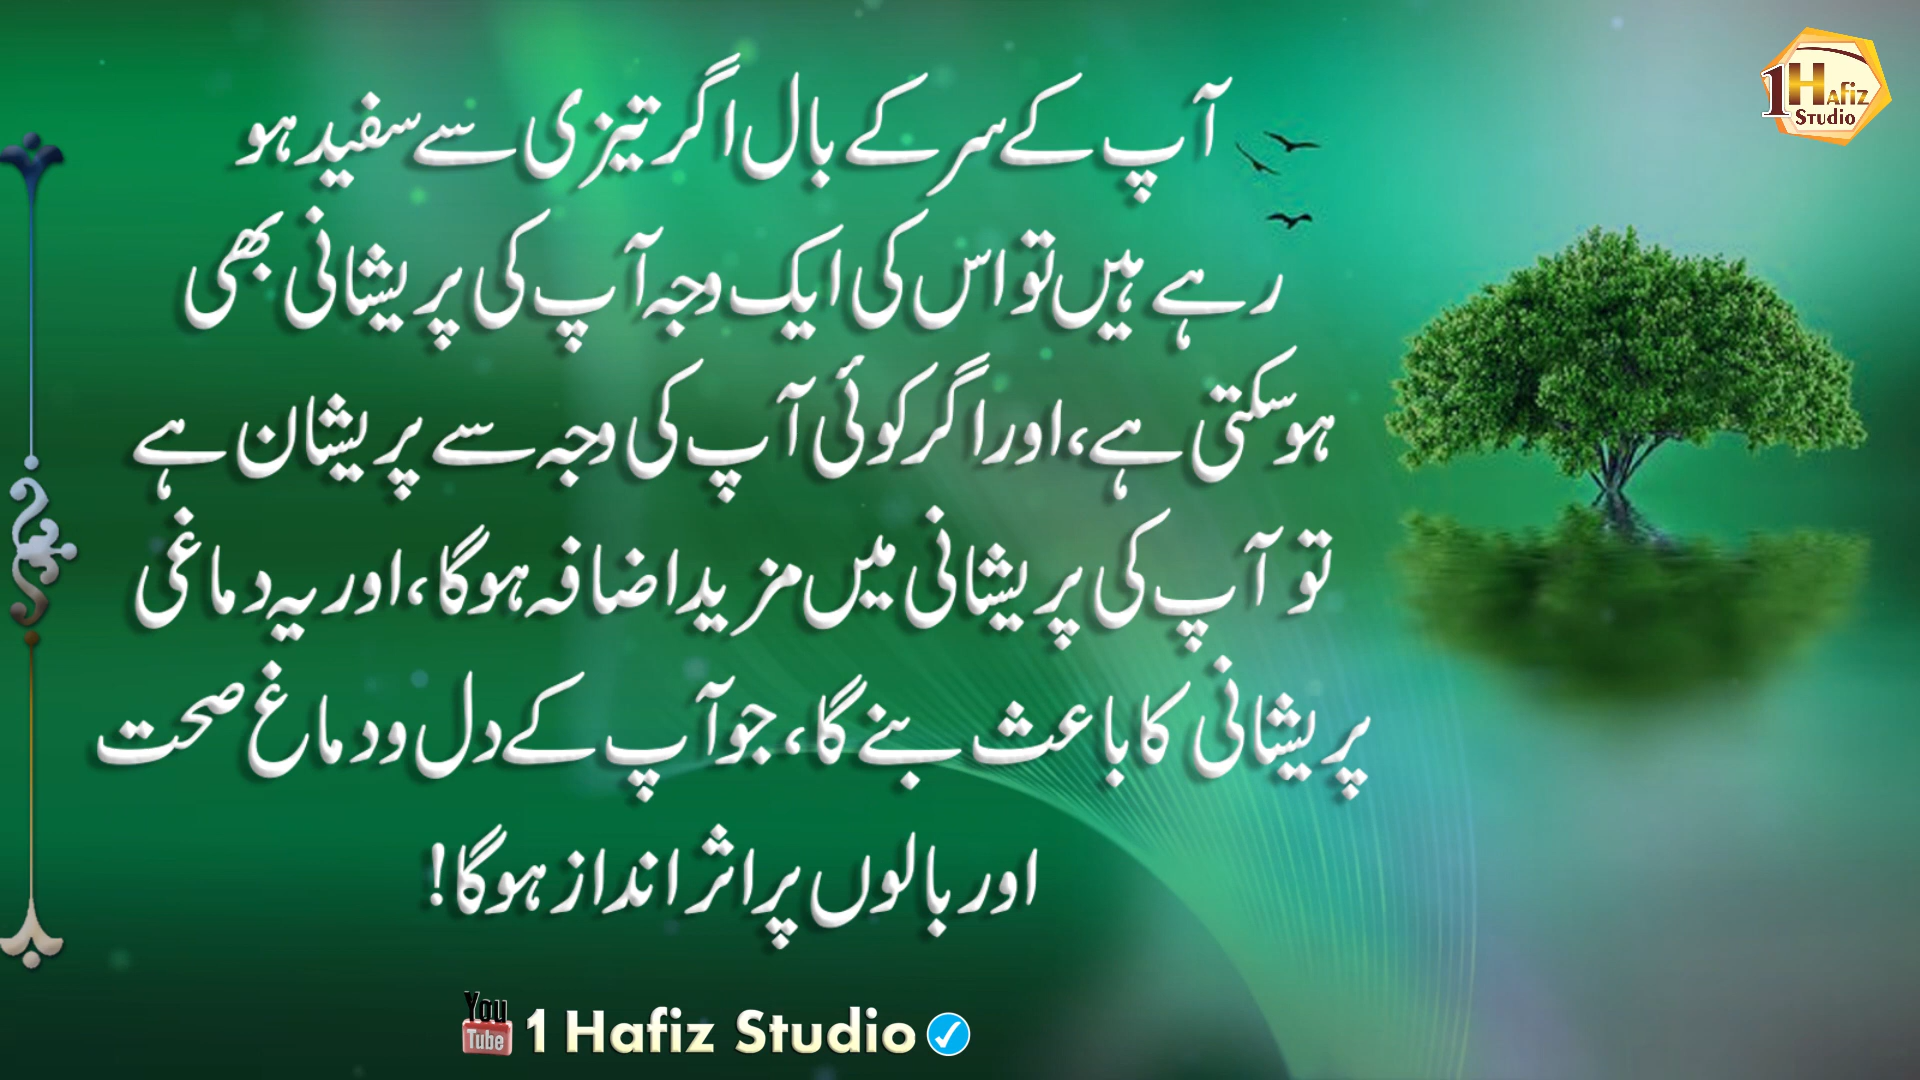 آپ کے سر کے بال اگر تیزی سے سفید ہو
رہے ہیں تو اس کی ایک وجہ آپ کی پریشانی بھی
ہو سکتی ہے، اور اگر کوئی آپ کی وجہ سے پریشان ہے
تو آپ کی پریشانی میں مزید اضافہ ہوگا، اور یہ دماغی
پریشانی کا باعث بنے گا، جو آپ کے دل و دماغ صحت
اور بالوں پر اثر انداز ہوگا!
1Hafiz
Studio
You
Tube
1 Hafiz Studio